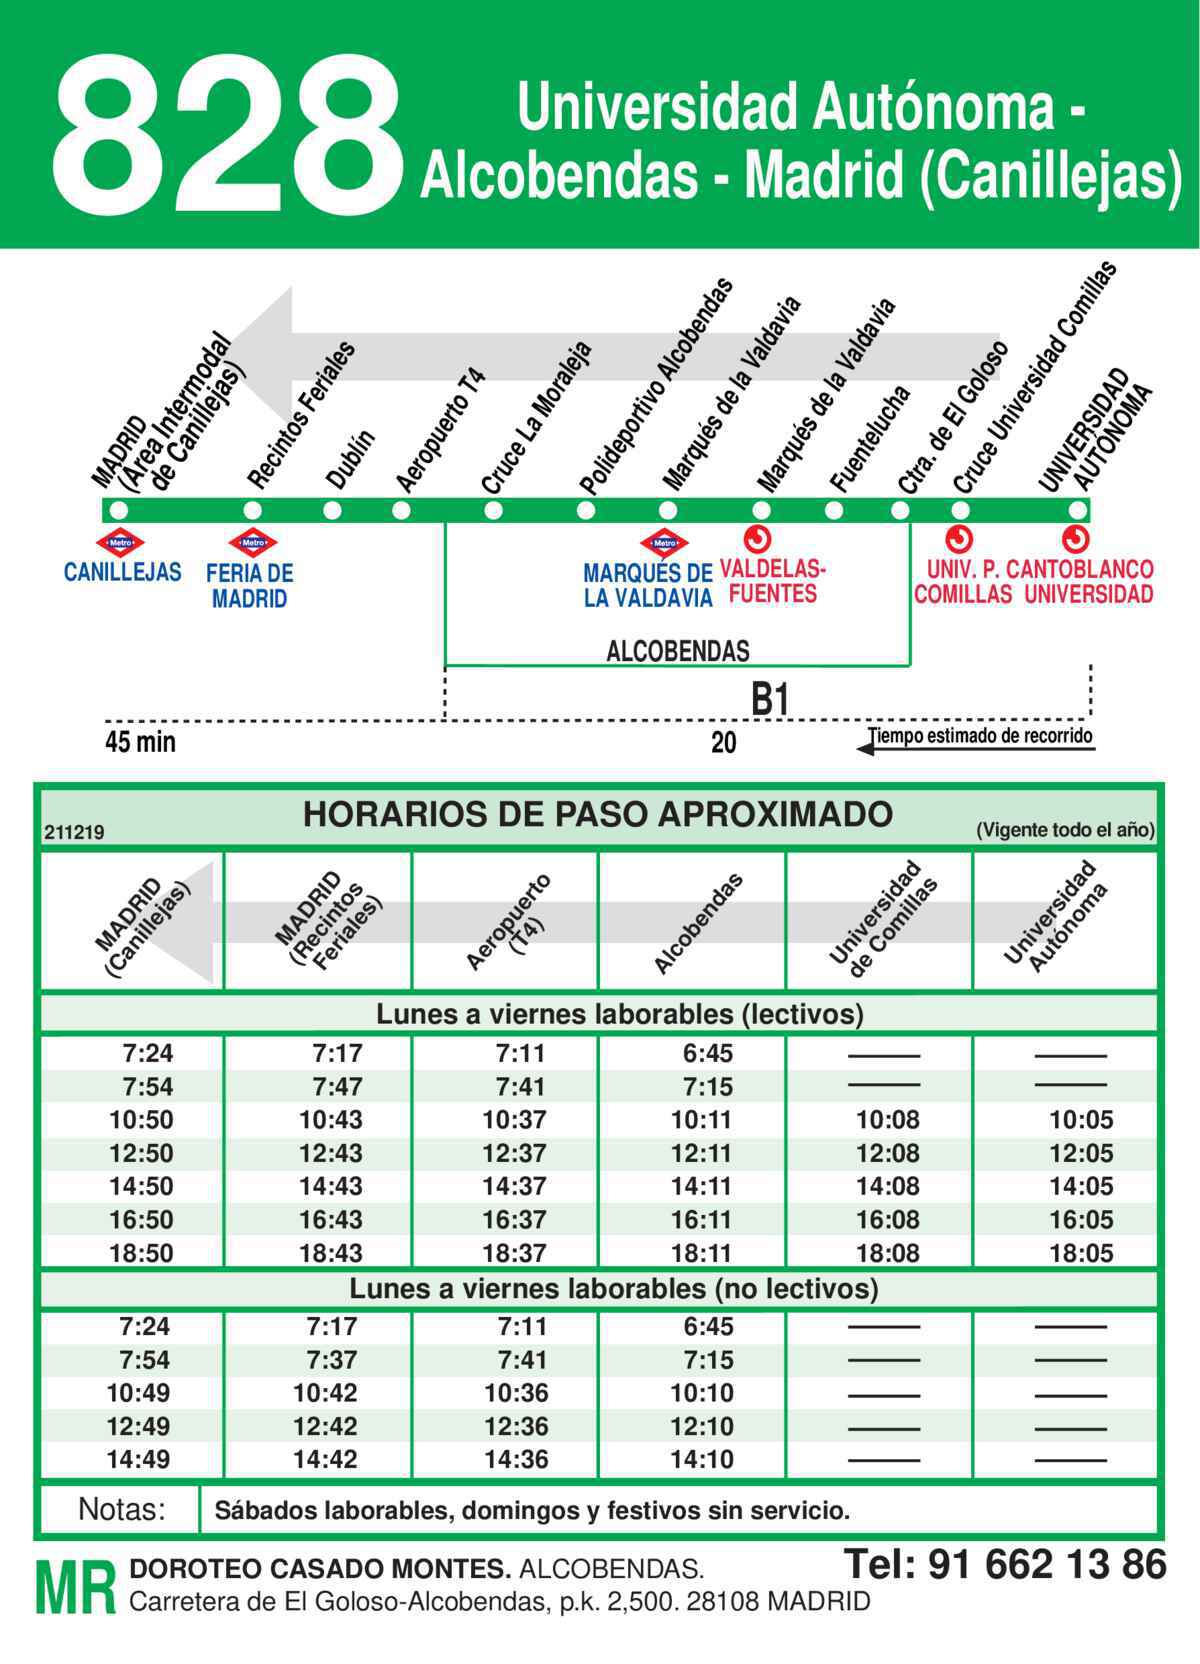 828
Universidad Autónoma -
Alcobendas - Madrid (Canillejas)
MADRID
(Area Intermodal
de Canillejas)
Recintos Feriales
Dublín
Aeropuerto T4
Cruce La Moraleja
Polideportivo Alcobendas
Marqués de la Valdavia
Marqués de la Valdavia
Fuentelucha
Ctra. de El Goloso
Cruce Universidad Comillas
UNIVERSIDAD
AUTÓNOMA
Metro
Metro
Metro
CANILLEJAS
FERIA DE
MADRID
MARQUÉS DE
LA VALDAVIA
VALDELAS-
FUENTES
UNIV. P.
COMILLAS
CANTOBLANCO
UNIVERSIDAD
ALCOBENDAS
B1
45 min
20
Tiempo estimado de recorrido
HORARIOS DE PASO APROXIMADO
211219
(Vigente todo el año)
MADRID
(Canillejas)
MADRID
(Recintos
Feriales)
Aeropuerto
(T4)
Alcobendas
Universidad
de Comillas
Universidad
Autónoma
Lunes a viernes laborables (lectivos)
7:24 7:17 7:11 6:45
7:54 7:47 7:41 7:15
10:50 10:43 10:37 10:11 10:08 10:05
12:50 12:43 12:37 12:11 12:08 12:05
14:50 14:43 14:37 14:11 14:08 14:05
16:50 16:43 16:37 16:11 16:08 16:05
18:50 18:43 18:37 18:11 18:08 18:05
Lunes a viernes laborables (no lectivos)
7:24 7:17 7:11 6:45
7:54 7:37 7:41 7:15
10:49 10:42 10:36 10:10
12:49 12:42 12:36 12:10
14:49 14:42 14:36 14:10
Notas: Sábados laborables, domingos y festivos sin servicio.
MR
DOROTEO CASADO MONTES. ALCOBENDAS.
Tel: 91 662 13 86
Carretera de El Goloso-Alcobendas, p.k. 2,500. 28108 MADRID